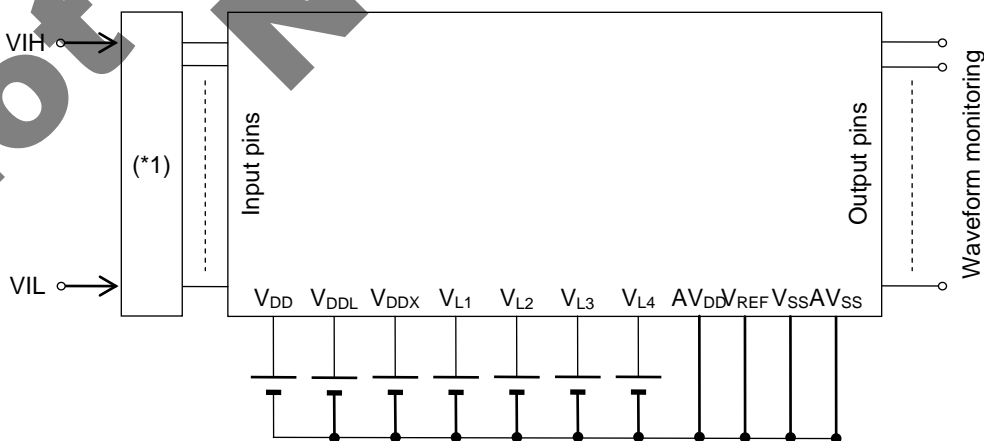 VIH
(*1)
VIL
Input pins
Output pins
Waveform monitoring
VDD VDDL VDDX VL1 VL2 VL3 VL4 AVDD VREF VSS AVSS